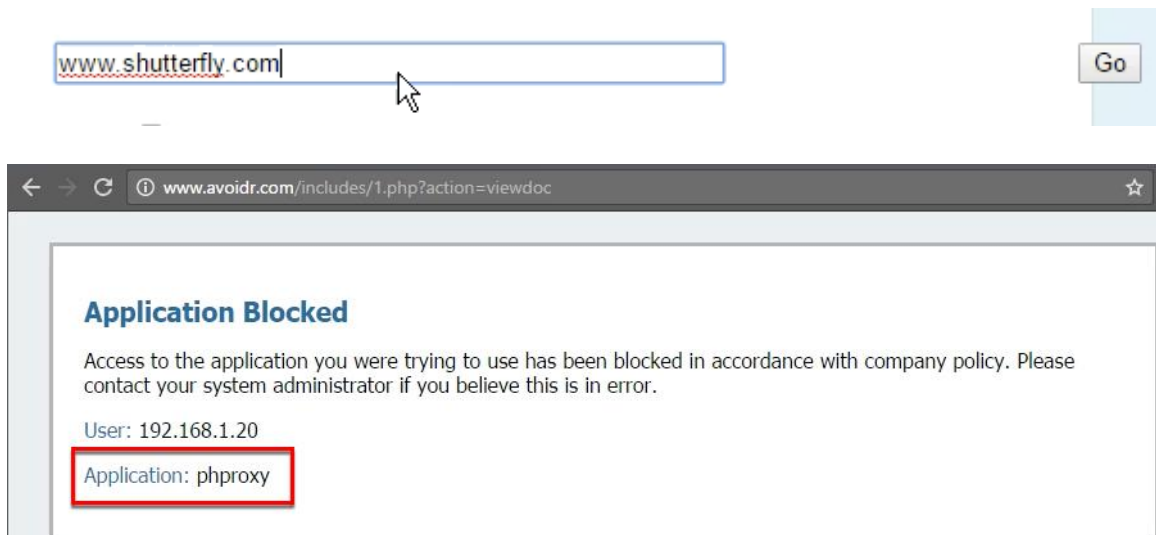 www.shutterfly.com
Go
www.avoidr.com/includes/1.php?action=viewdoc
Application Blocked
Access to the application you were trying to use has been blocked in accordance with company policy. Please
contact your system administrator if you believe this is in error.
User: 192.168.1.20
Application: phproxy